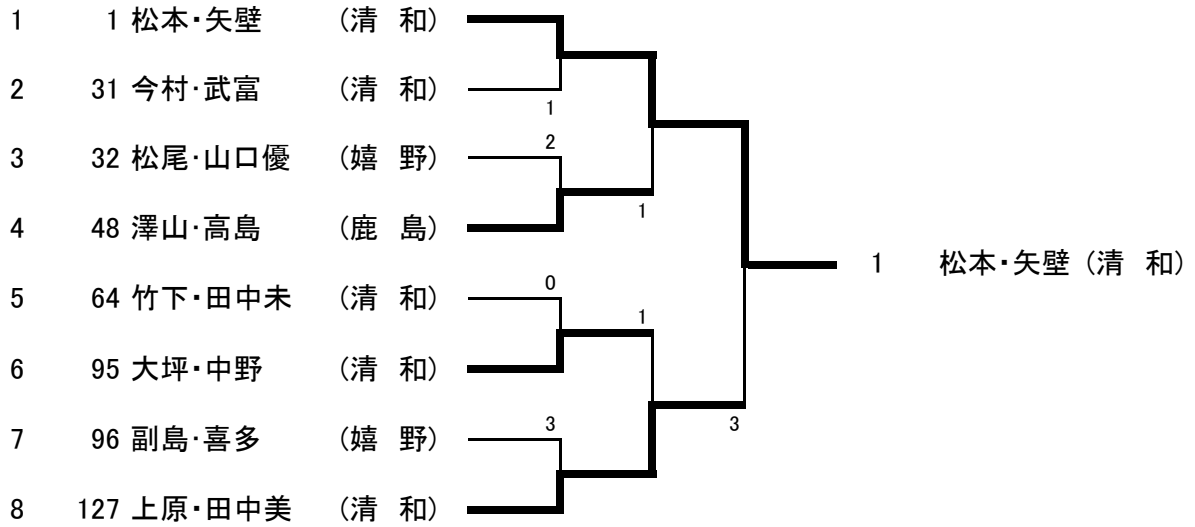 1 1 松本・矢壁 (清 和)
2 31 今村・武富 (清 和)
1
3 32 松尾・山口優 (嬉 野)
2
4 48 澤山・高島 (鹿 島)
1
1 松本・矢壁 (清 和)
5 64 竹下・田中未 (清 和)
0
1
6 95 大坪・中野 (清 和)
7 96 副島・喜多 (嬉 野)
3
3
8 127 上原・田中美 (清 和)